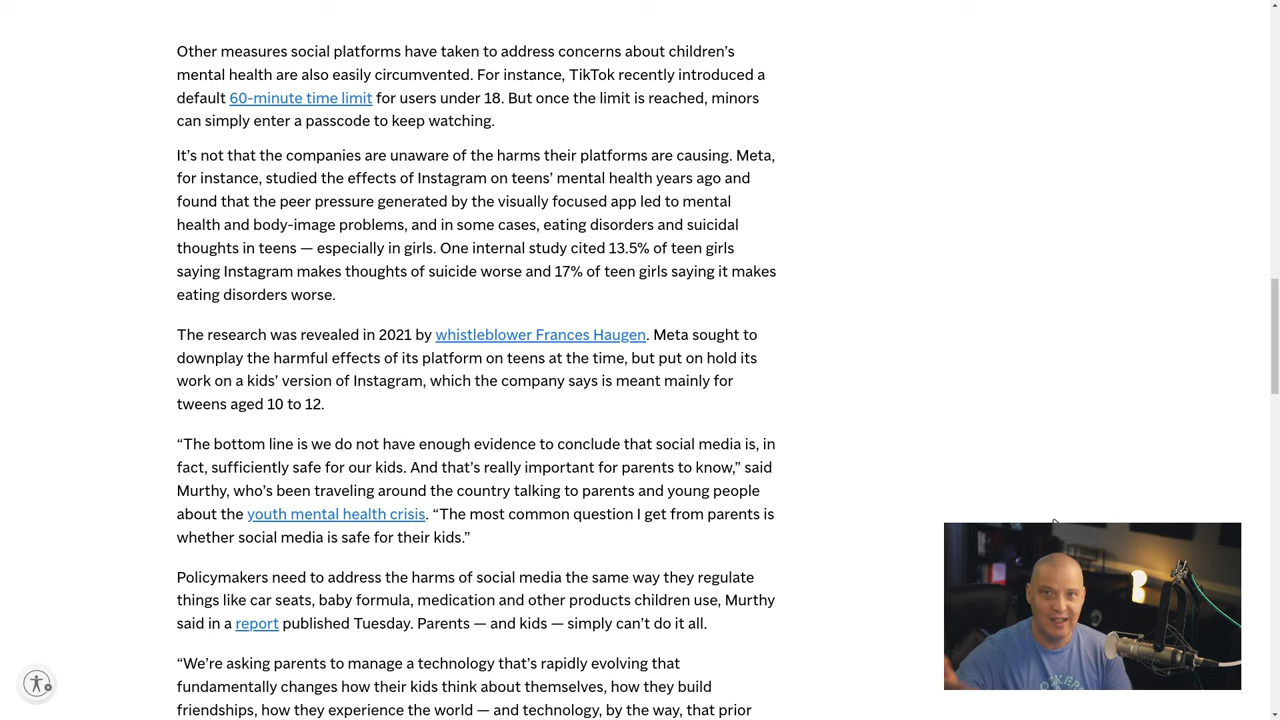 Other measures social platforms have taken to address concerns about children’s
mental health are also easily circumvented. For instance, TikTok recently introduced a
default 60-minute time limit for users under 18. But once the limit is reached, minors
can simply enter a passcode to keep watching.
It’s not that the companies are unaware of the harms their platforms are causing. Meta,
for instance, studied the effects of Instagram on teens’ mental health years ago and
found that the peer pressure generated by the visually focused app led to mental
health and body-image problems, and in some cases, eating disorders and suicidal
thoughts in teens — especially in girls. One internal study cited 13.5% of teen girls
saying Instagram makes thoughts of suicide worse and 17% of teen girls saying it makes
eating disorders worse.
The research was revealed in 2021 by whistleblower Frances Haugen. Meta sought to
downplay the harmful effects of its platform on teens at the time, but put on hold its
work on a kids’ version of Instagram, which the company says is meant mainly for
tweens aged 10 to 12.
“The bottom line is we do not have enough evidence to conclude that social media is, in
fact, sufficiently safe for our kids. And that’s really important for parents to know,” said
Murthy, who’s been traveling around the country talking to parents and young people
about the youth mental health crisis. “The most common question I get from parents is
whether social media is safe for their kids.”
Policymakers need to address the harms of social media the same way they regulate
things like car seats, baby formula, medication and other products children use, Murthy
said in a report published Tuesday. Parents — and kids — simply can’t do it all.
“We’re asking parents to manage a technology that’s rapidly evolving that
fundamentally changes how their kids think about themselves, how they build
friendships, how they experience the world — and technology, by the way, that prior